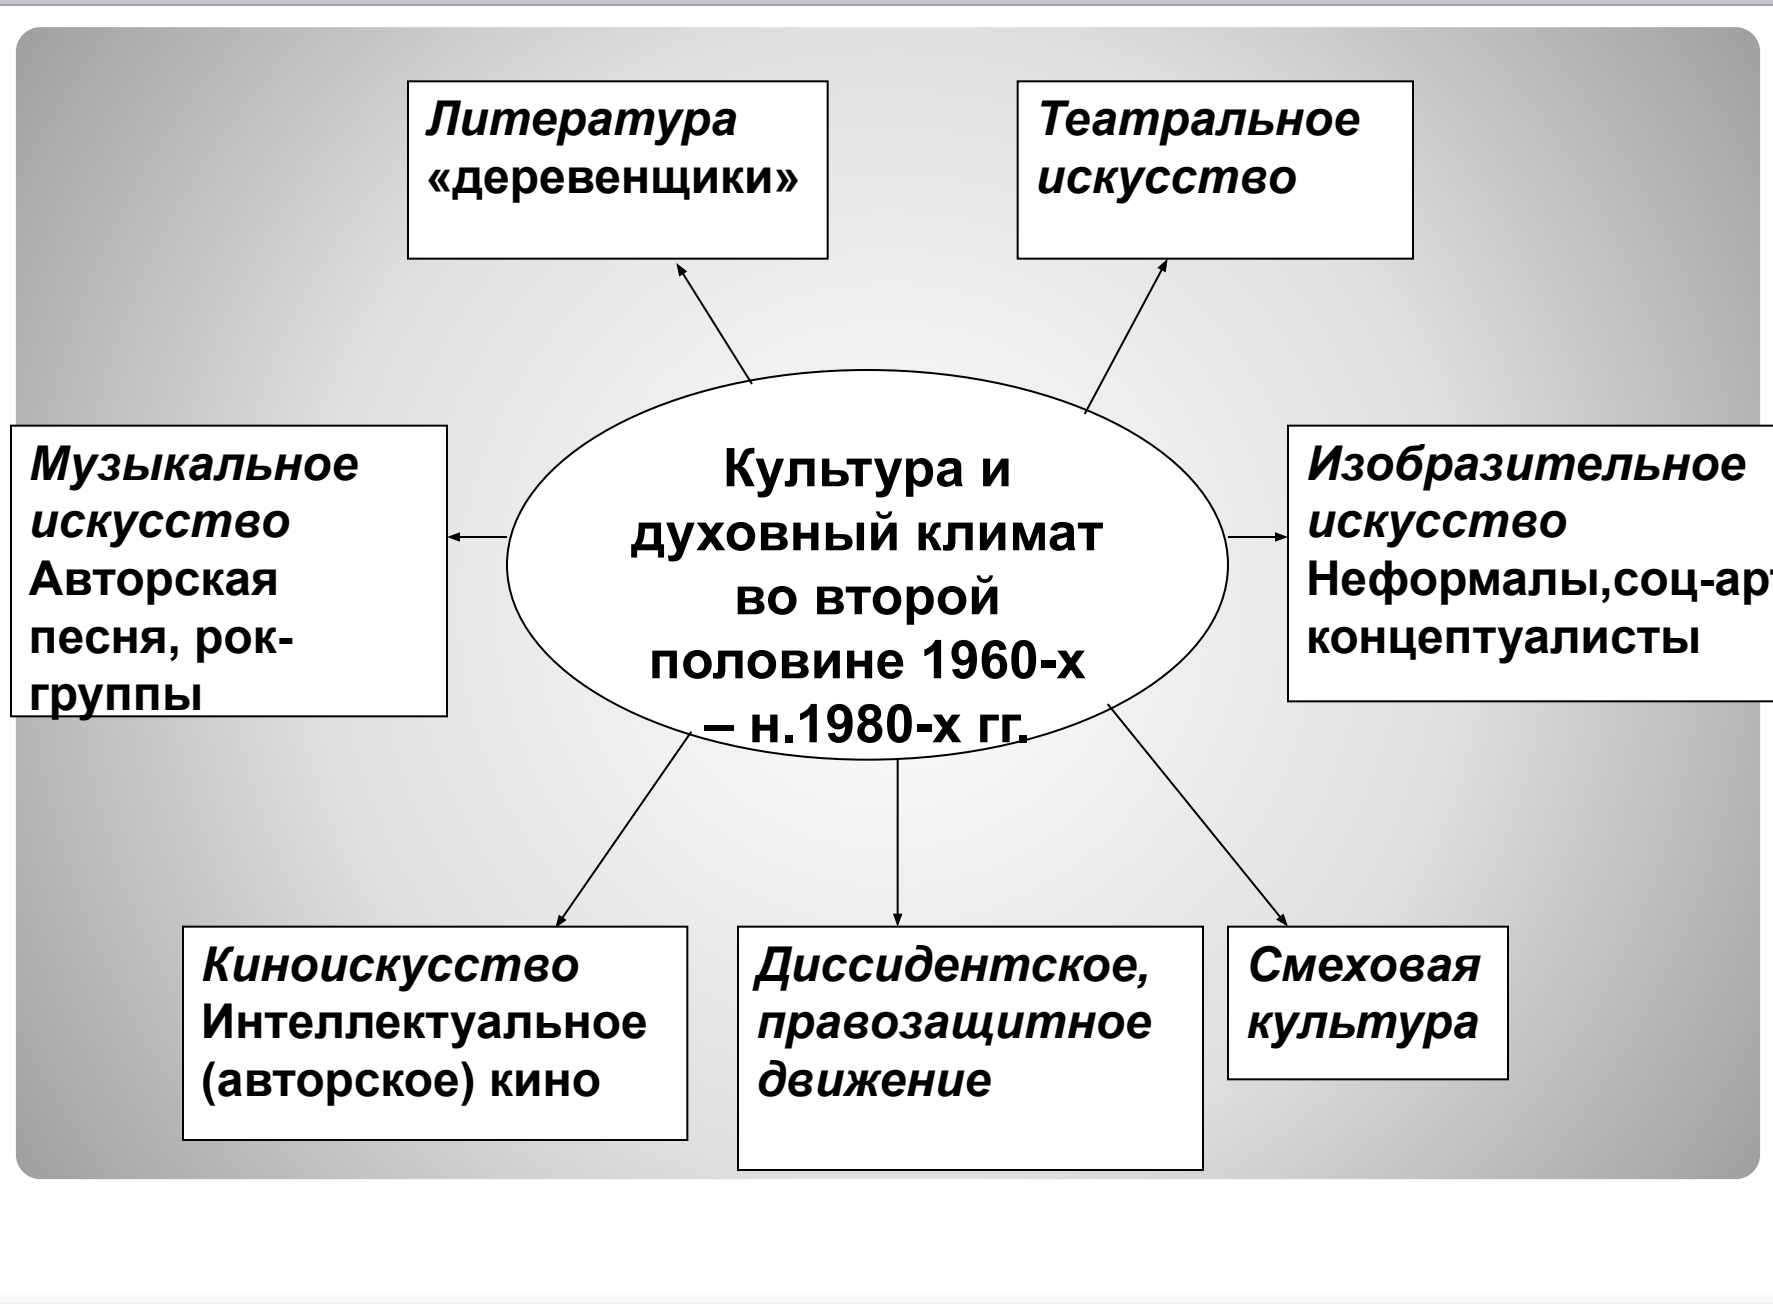 Литература
«деревенщики»
Театральное
искусство
Музыкальное
искусство
Авторская
песня, рок-
группы
Культура и
духовный климат
во второй
половине 1960-х
– н.1980-х гг.
Изобразительное
искусство
Неформалы,соц-арт
концептуалисты
Киноискусство
Интеллектуальное
(авторское) кино
Диссидентское,
правозащитное
движение
Смеховая
культура